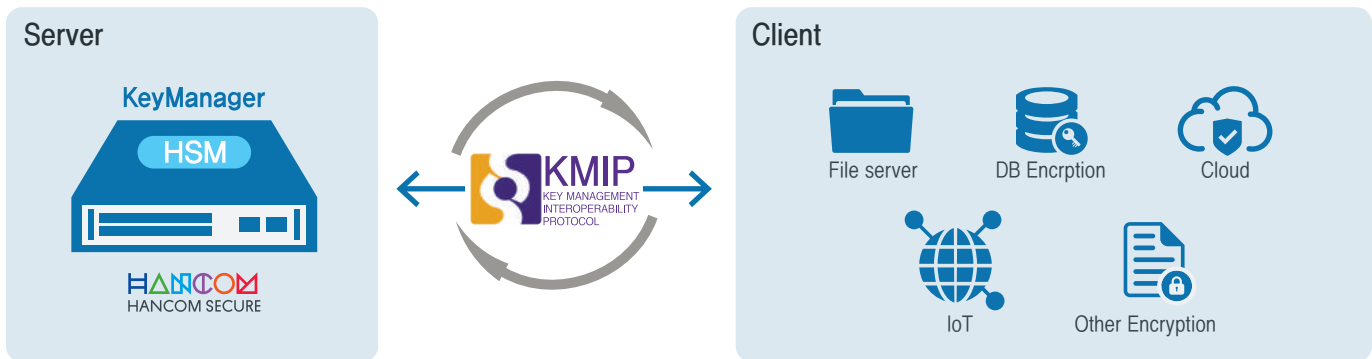 Server
KeyManager
HSM
HANCOM
HANCOM SECURE
KMIP
KEY MANAGEMENT
INTEROPERABILITY
PROTOCOL
Client
File server
DB Encrption
Cloud
IoT
Other Encryption